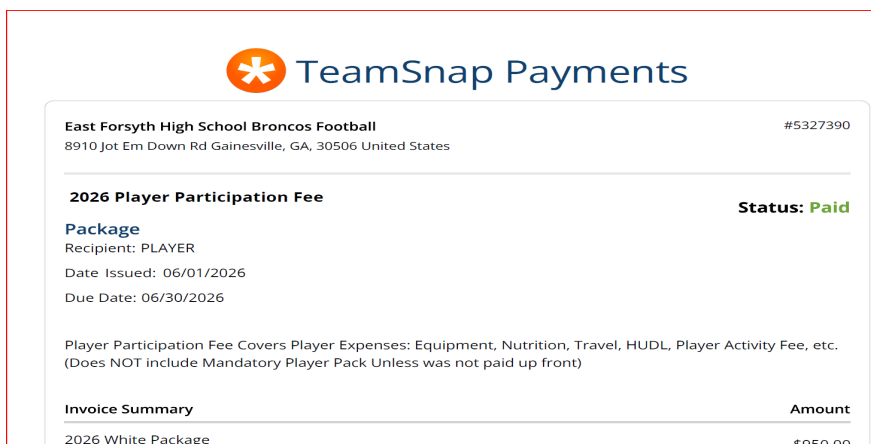 TeamSnap Payments
East Forsyth High School Broncos Football
#5327390
8910 Jot Em Down Rd Gainesville, GA, 30506 United States
2026 Player Participation Fee
Status: Paid
Package
Recipient: PLAYER
Date Issued: 06/01/2026
Due Date: 06/30/2026
Player Participation Fee Covers Player Expenses: Equipment, Nutrition, Travel, HUDL, Player Activity Fee, etc.
(Does NOT include Mandatory Player Pack Unless was not paid up front)
Invoice Summary
Amount
2026 White Package
$950.00